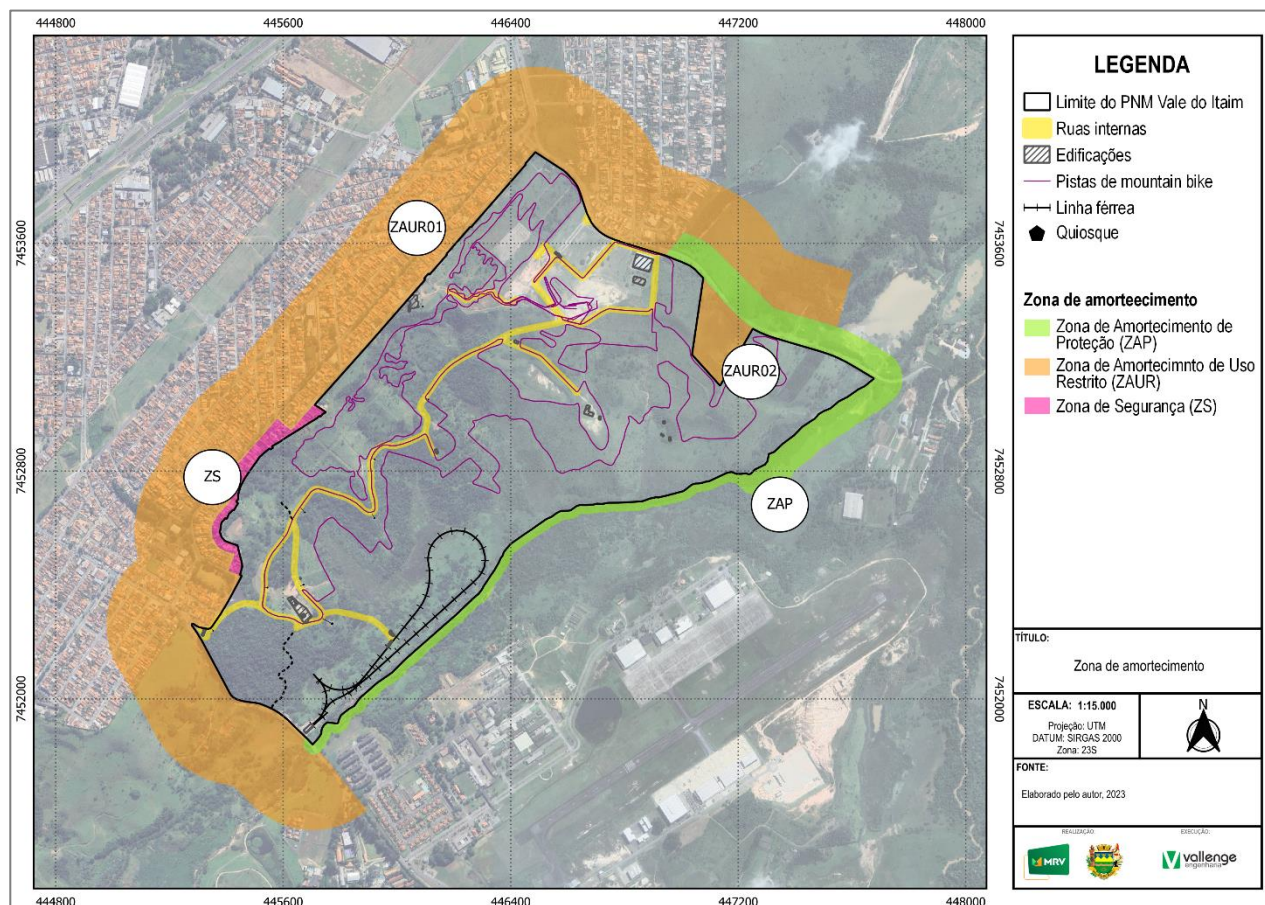 444800
445600
446400
447200
448000
7453600
7452800
7452000
7453600
7452800
7452000
ZAUR01
ZAUR02
ZS
ZAP
444800
445600
446400
447200
448000
LEGENDA
Limite do PNM Vale do Itaim
Ruas internas
Edificações
Pistas de mountain bike
Linha férrea
Quiosque
Zona de amorteecimento
Zona de Amortecimento de
Proteção (ZAP)
Zona de Amortecimnto de Uso
Restrito (ZAUR)
Zona de Segurança (ZS)
TÍTULO:
Zona de amortecimento
ESCALA: 1:15.000
Projeção: UTM
DATUM: SIRGAS 2000
Zona: 23S
N
FONTE:
Elaborado pelo autor, 2023
REALIZAÇÃO:
EXECUÇÃO:
MRV
vallenge
engenharia